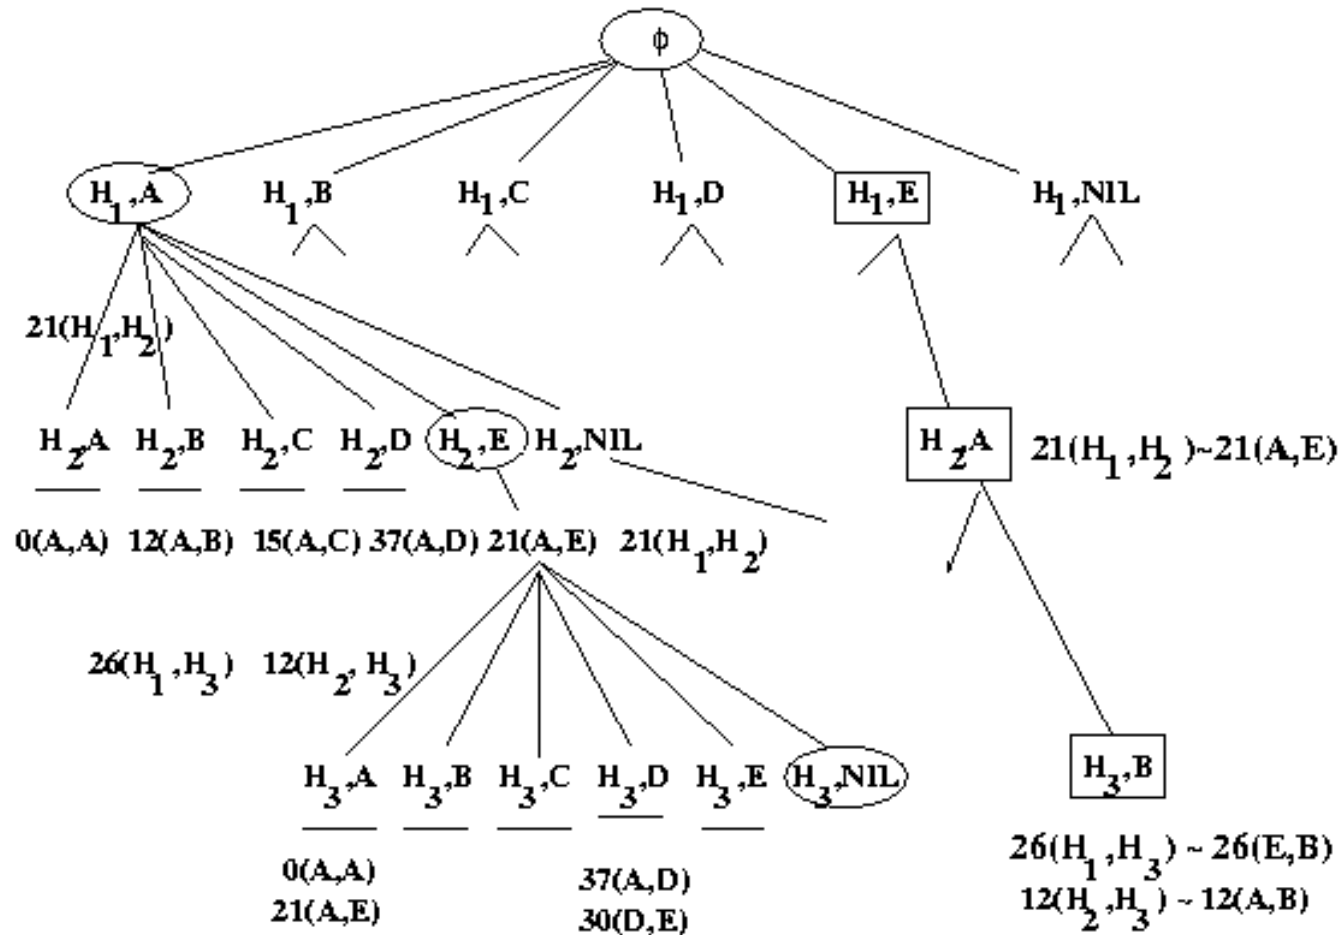 ϕ
H1,A H1,B H1,C H1,D H1,E H1,NIL
21(H1,H2)
H2,A H2,B H2,C H2,D H2,E H2,NIL H2,A 21(H1,H2)~21(A,E)
0(A,A) 12(A,B) 15(A,C) 37(A,D) 21(A,E) 21(H1,H2)
26(H1,H3) 12(H2,H3)
H3,A H3,B H3,C H3,D H3,E H3,NIL H3,B
26(H1,H3) ~ 26(E,B)
0(A,A) 37(A,D)
12(H2,H3) ~ 12(A,B)
21(A,E) 30(D,E)